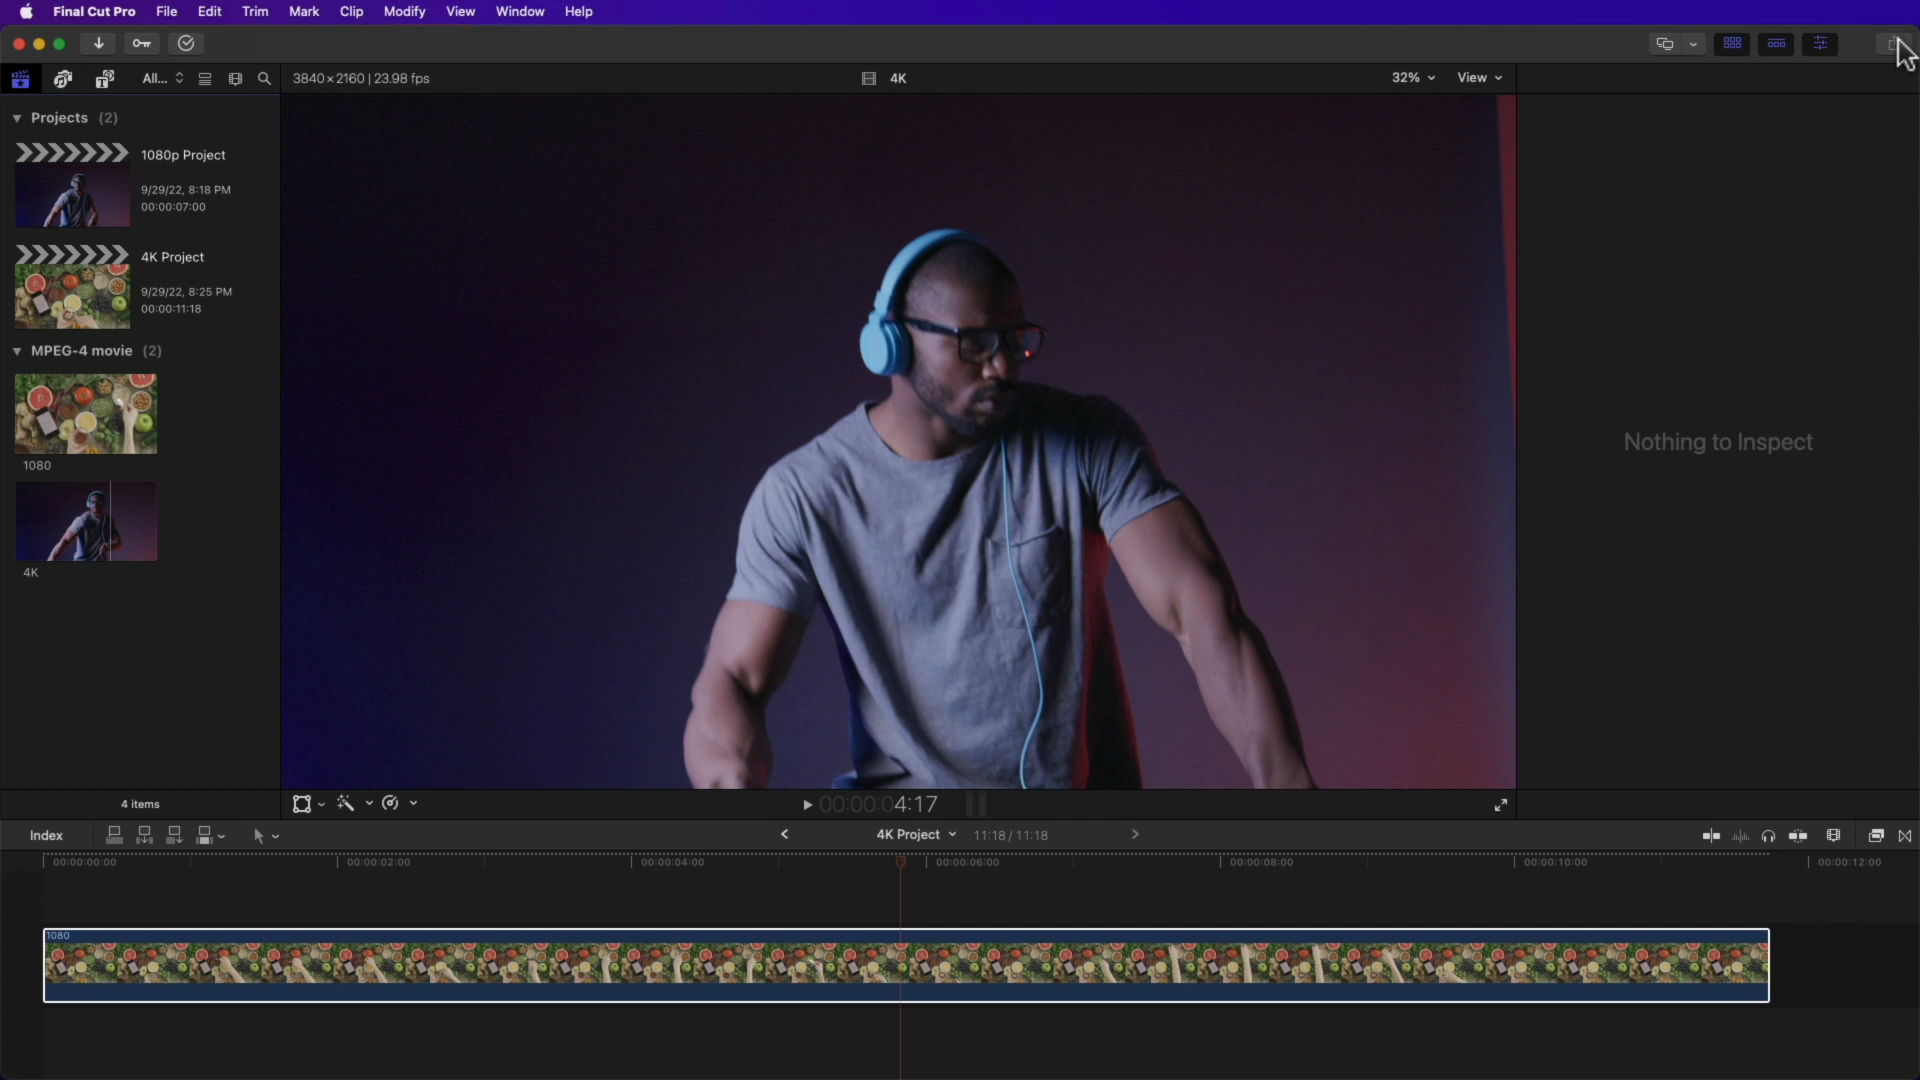 Final Cut Pro File Edit Trim Mark Clip Modify View Window Help
All... 3840×2160 | 23.98 fps 4K 32% View
Projects (2)
1080p Project
9/29/22, 8:18 PM
00:00:07:00
4K Project
9/29/22, 8:25 PM
00:00:11:18
MPEG-4 movie (2)
1080
4K
Nothing to Inspect
4 items 00:00:04:17
Index 4K Project 11:18 / 11:18
00:00:00:00 00:00:02:00 00:00:04:00 00:00:06:00 00:00:08:00 00:00:10:00 00:00:12:00
1080